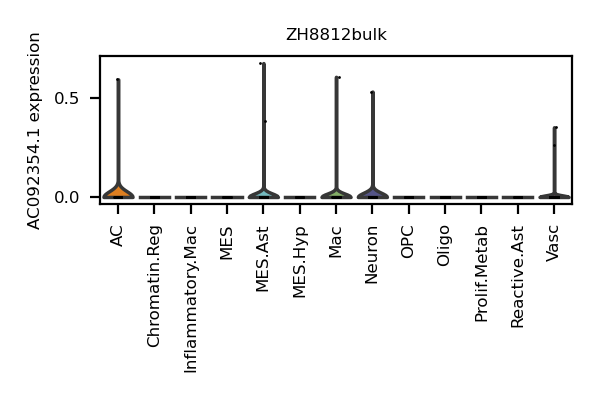 ZH8812bulk
AC092354.1 expression
0.5
0.0
AC
Chromatin.Reg
Inflammatory.Mac
MES
MES.Ast
MES.Hyp
Mac
Neuron
OPC
Oligo
Prolif.Metab
Reactive.Ast
Vasc